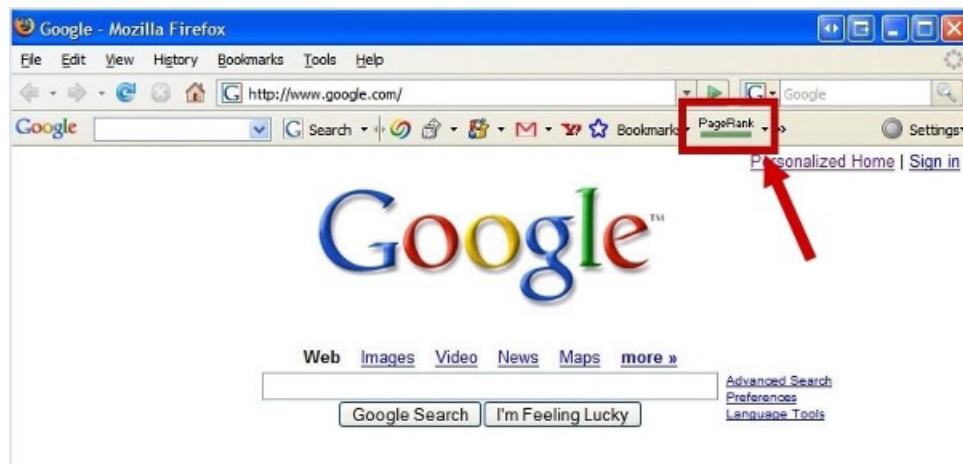 Google - Mozilla Firefox
File Edit View History Bookmarks Tools Help
G http://www.google.com/ G Google
Google G Search Bookmarks PageRank Settings
Personalized Home | Sign in
Google™
Web Images Video News Maps more »
Advanced Search
Preferences
Google Search I'm Feeling Lucky Language Tools